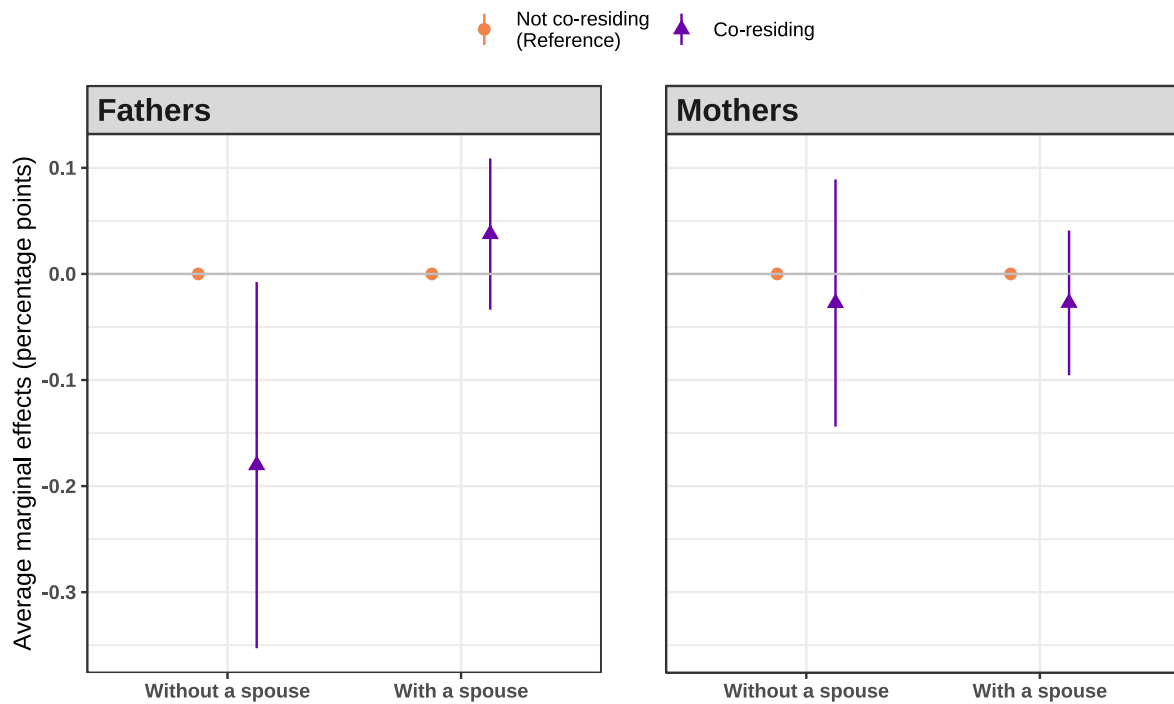 Not co-residing
(Reference)
Co-residing
Fathers
Mothers
Average marginal effects (percentage points)
0.1
0.0
-0.1
-0.2
-0.3
Without a spouse
With a spouse
Without a spouse
With a spouse